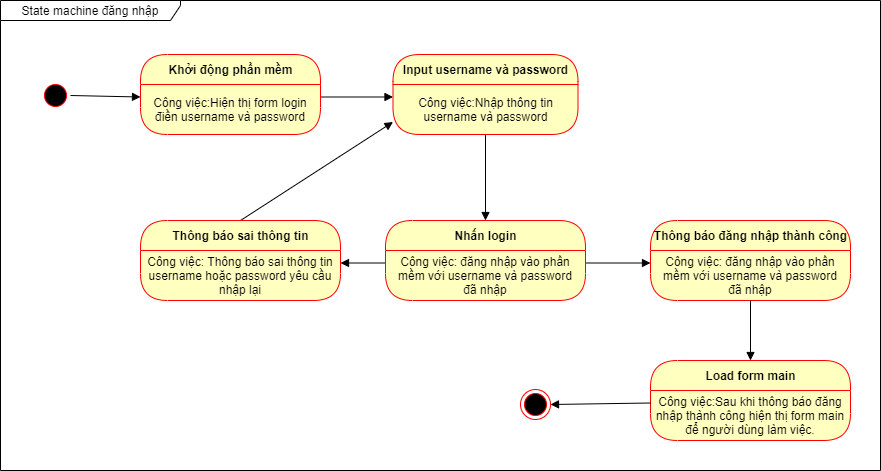 State machine đăng nhập
Khởi động phần mềm
Công việc:Hiện thị form login
điền username và password
Input username và password
Công việc:Nhập thông tin
username và password
Thông báo sai thông tin
Công việc: Thông báo sai thông tin
username hoặc password yêu cầu
nhập lại
Nhấn login
Công việc: đăng nhập vào phần
mềm với username và password
đã nhập
Thông báo đăng nhập thành công
Công việc: đăng nhập vào phần
mềm với username và password
đã nhập
Load form main
Công việc:Sau khi thông báo đăng
nhập thành công hiện thị form main
để người dùng làm việc.